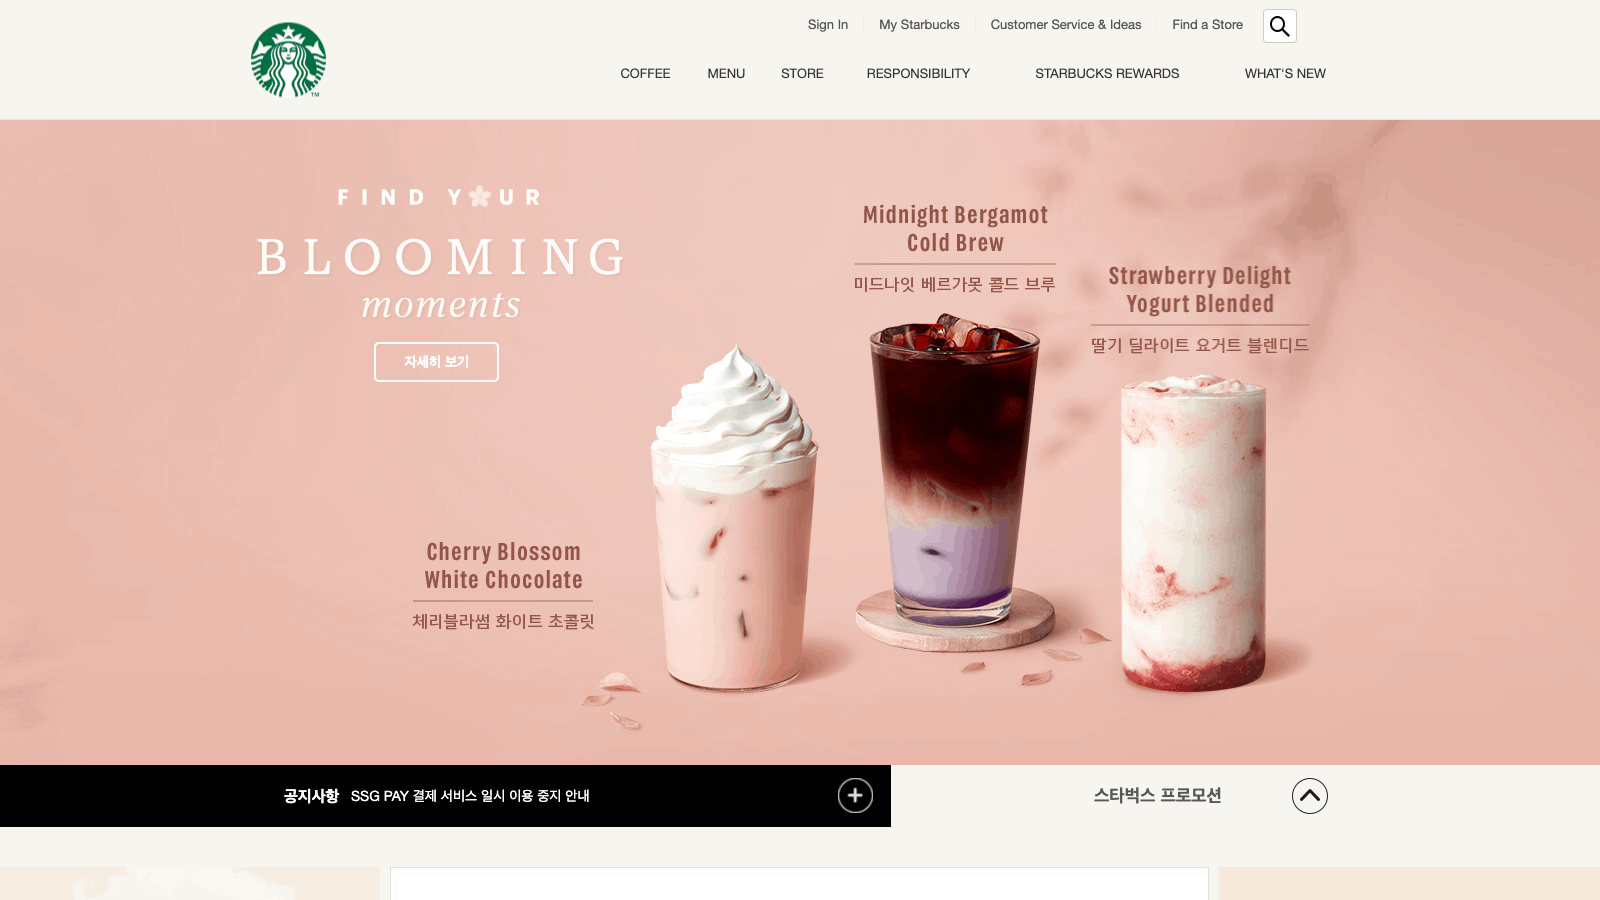 Sign In
My Starbucks
Customer Service & Ideas
Find a Store
COFFEE
MENU
STORE
RESPONSIBILITY
STARBUCKS REWARDS
WHAT'S NEW
TM
FIND YOUR
BLOOMING
moments
자세히 보기
Midnight Bergamot
Cold Brew
미드나잇 베르가못 콜드 브루
Strawberry Delight
Yogurt Blended
딸기 딜라이트 요거트 블렌디드
Cherry Blossom
White Chocolate
체리블라썸 화이트 초콜릿
공지사항 SSG PAY 결제 서비스 일시 이용 중지 안내
스타벅스 프로모션